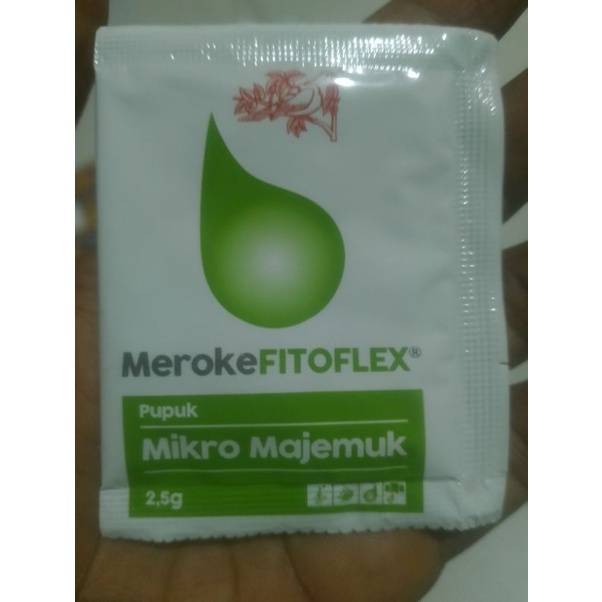 MerokeFITOFLEX®
Pupuk
Mikro Majemuk
2,5g